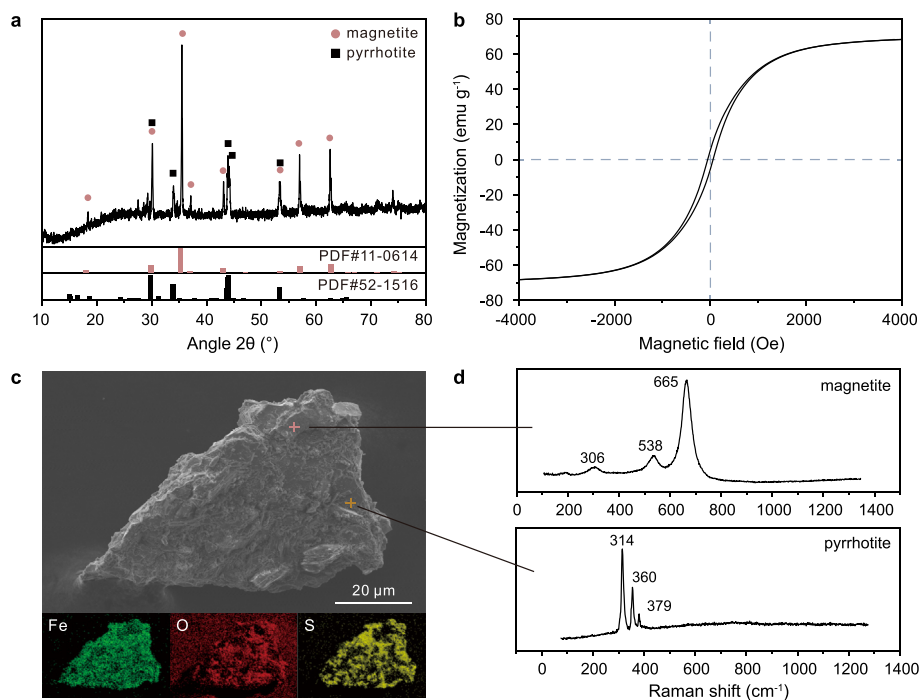 a
magnetite
pyrrhotite
PDF#11-0614
PDF#52-1516
10 20 30 40 50 60 70 80
Angle 2θ (°)
b
Magnetization (emu g⁻¹)
80
60
40
20
0
-20
-40
-60
-80
-4000 -2000 0 2000 4000
Magnetic field (Oe)
c
20 µm
Fe
O
S
d
magnetite
665
538
306
0 200 400 600 800 1000 1200 1400
pyrrhotite
314
360
379
0 200 400 600 800 1000 1200 1400
Raman shift (cm⁻¹)